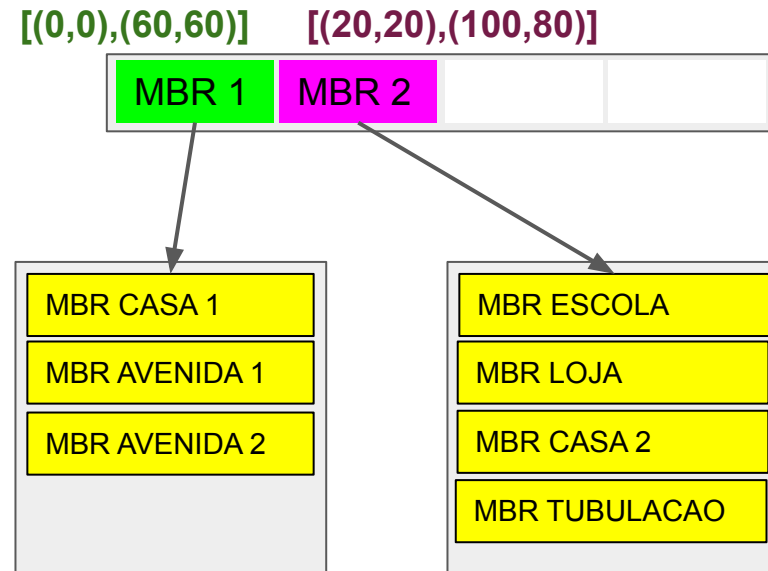 [(0,0),(60,60)] [(20,20),(100,80)]
MBR 1 MBR 2
MBR CASA 1
MBR AVENIDA 1
MBR AVENIDA 2
MBR ESCOLA
MBR LOJA
MBR CASA 2
MBR TUBULACAO